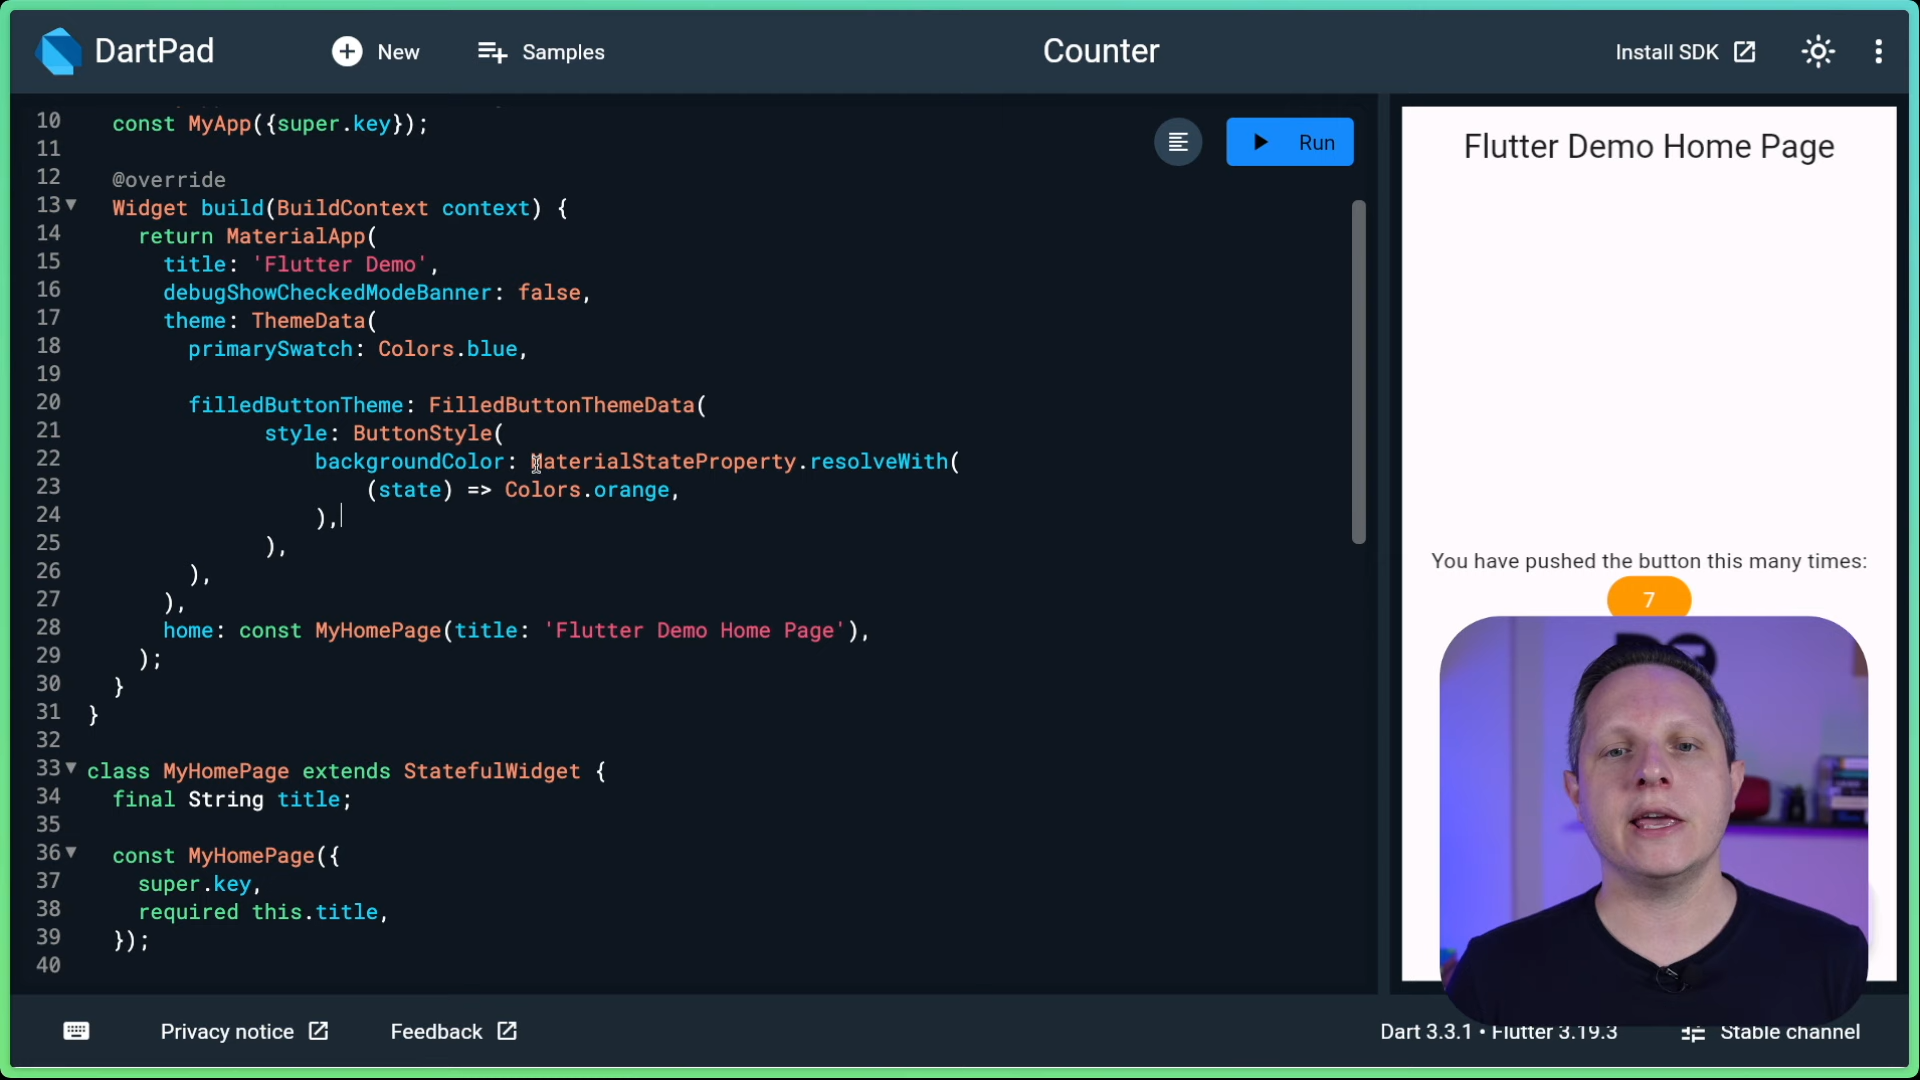 DartPad
New
Samples
Counter
Install SDK
10 const MyApp({super.key});
11
12 @override
13 Widget build(BuildContext context) {
14 return MaterialApp(
15 title: 'Flutter Demo',
16 debugShowCheckedModeBanner: false,
17 theme: ThemeData(
18 primarySwatch: Colors.blue,
19
20 filledButtonTheme: FilledButtonThemeData(
21 style: ButtonStyle(
22 backgroundColor: MaterialStateProperty.resolveWith(
23 (state) => Colors.orange,
24 ),
25 ),
26 ),
27 ),
28 home: const MyHomePage(title: 'Flutter Demo Home Page'),
29 );
30 }
31 }
32
33 class MyHomePage extends StatefulWidget {
34 final String title;
35
36 const MyHomePage({
37 super.key,
38 required this.title,
39 });
40
Run
Flutter Demo Home Page
You have pushed the button this many times:
7
Privacy notice
Feedback
Dart 3.3.1 • Flutter 3.19.3
Stable channel